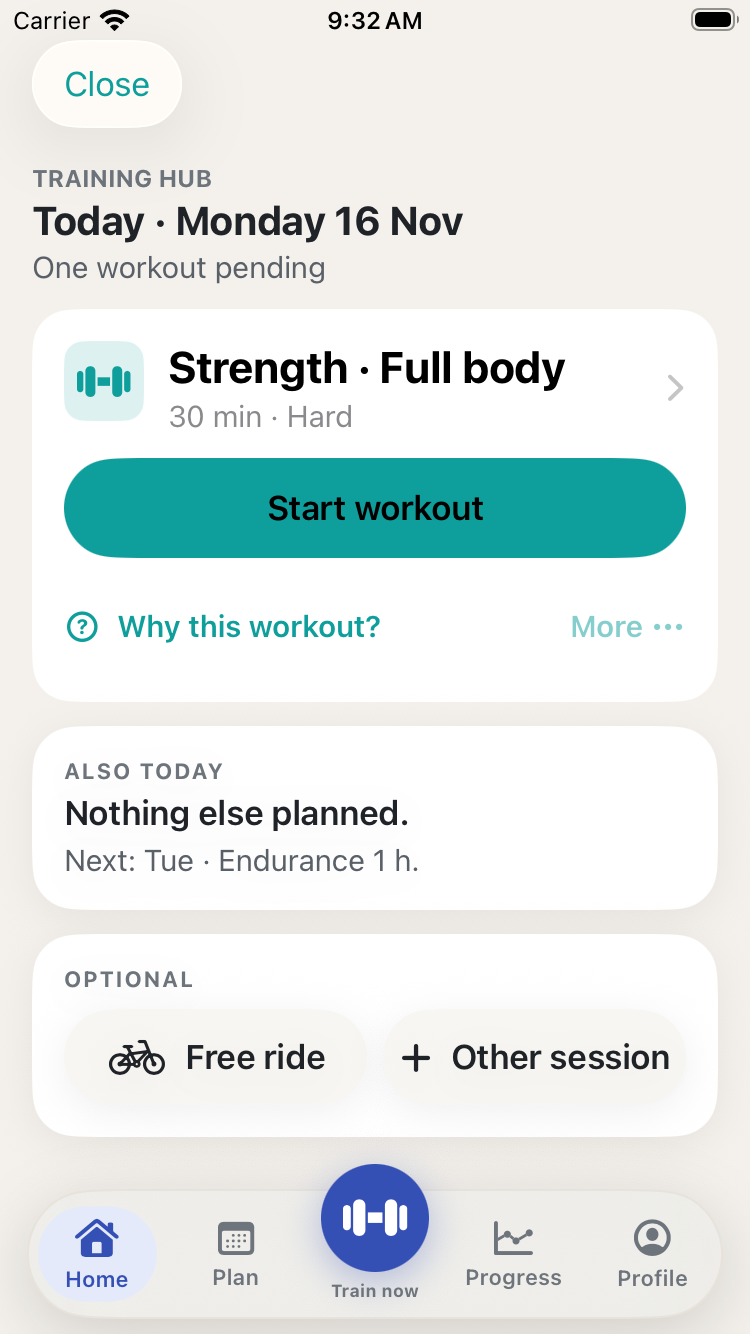 Carrier 9:32 AM
Close
TRAINING HUB
Today · Monday 16 Nov
One workout pending
Strength · Full body
30 min · Hard
Start workout
Why this workout? More ···
ALSO TODAY
Nothing else planned.
Next: Tue · Endurance 1 h.
OPTIONAL
Free ride + Other session
Home Plan Train now Progress Profile